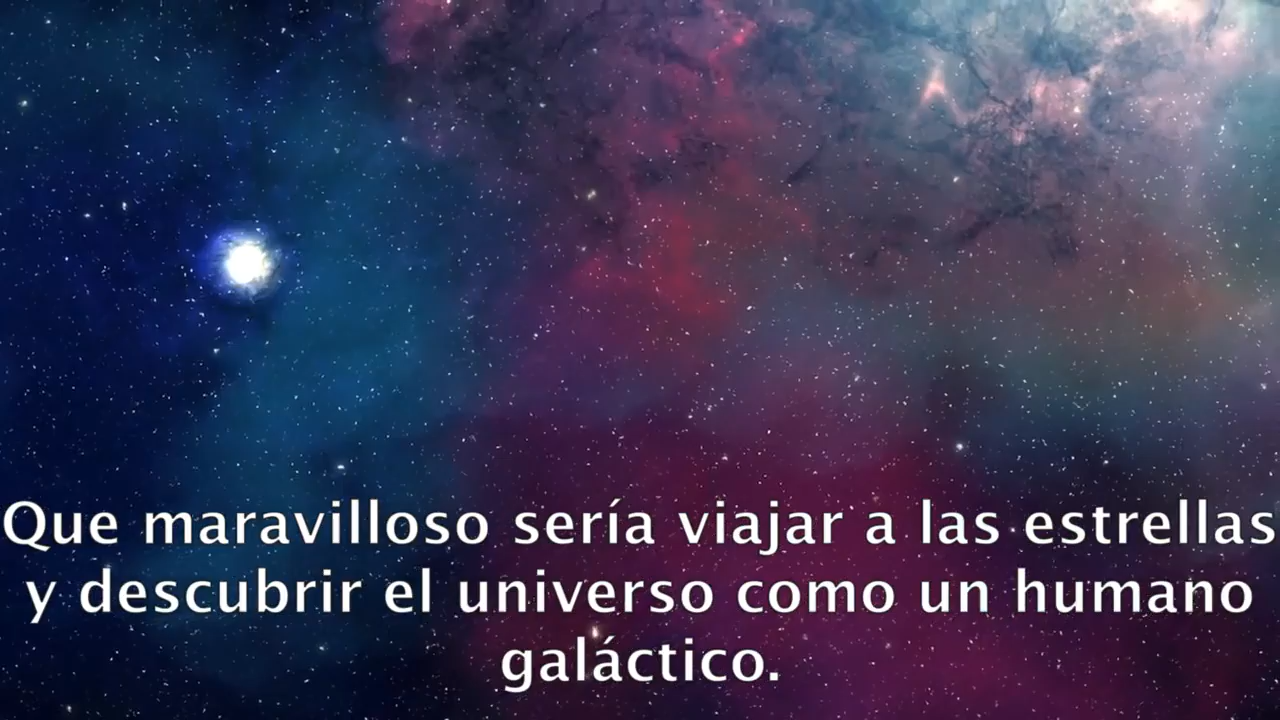 Que maravilloso sería viajar a las estrellas
y descubrir el universo como un humano
galáctico.